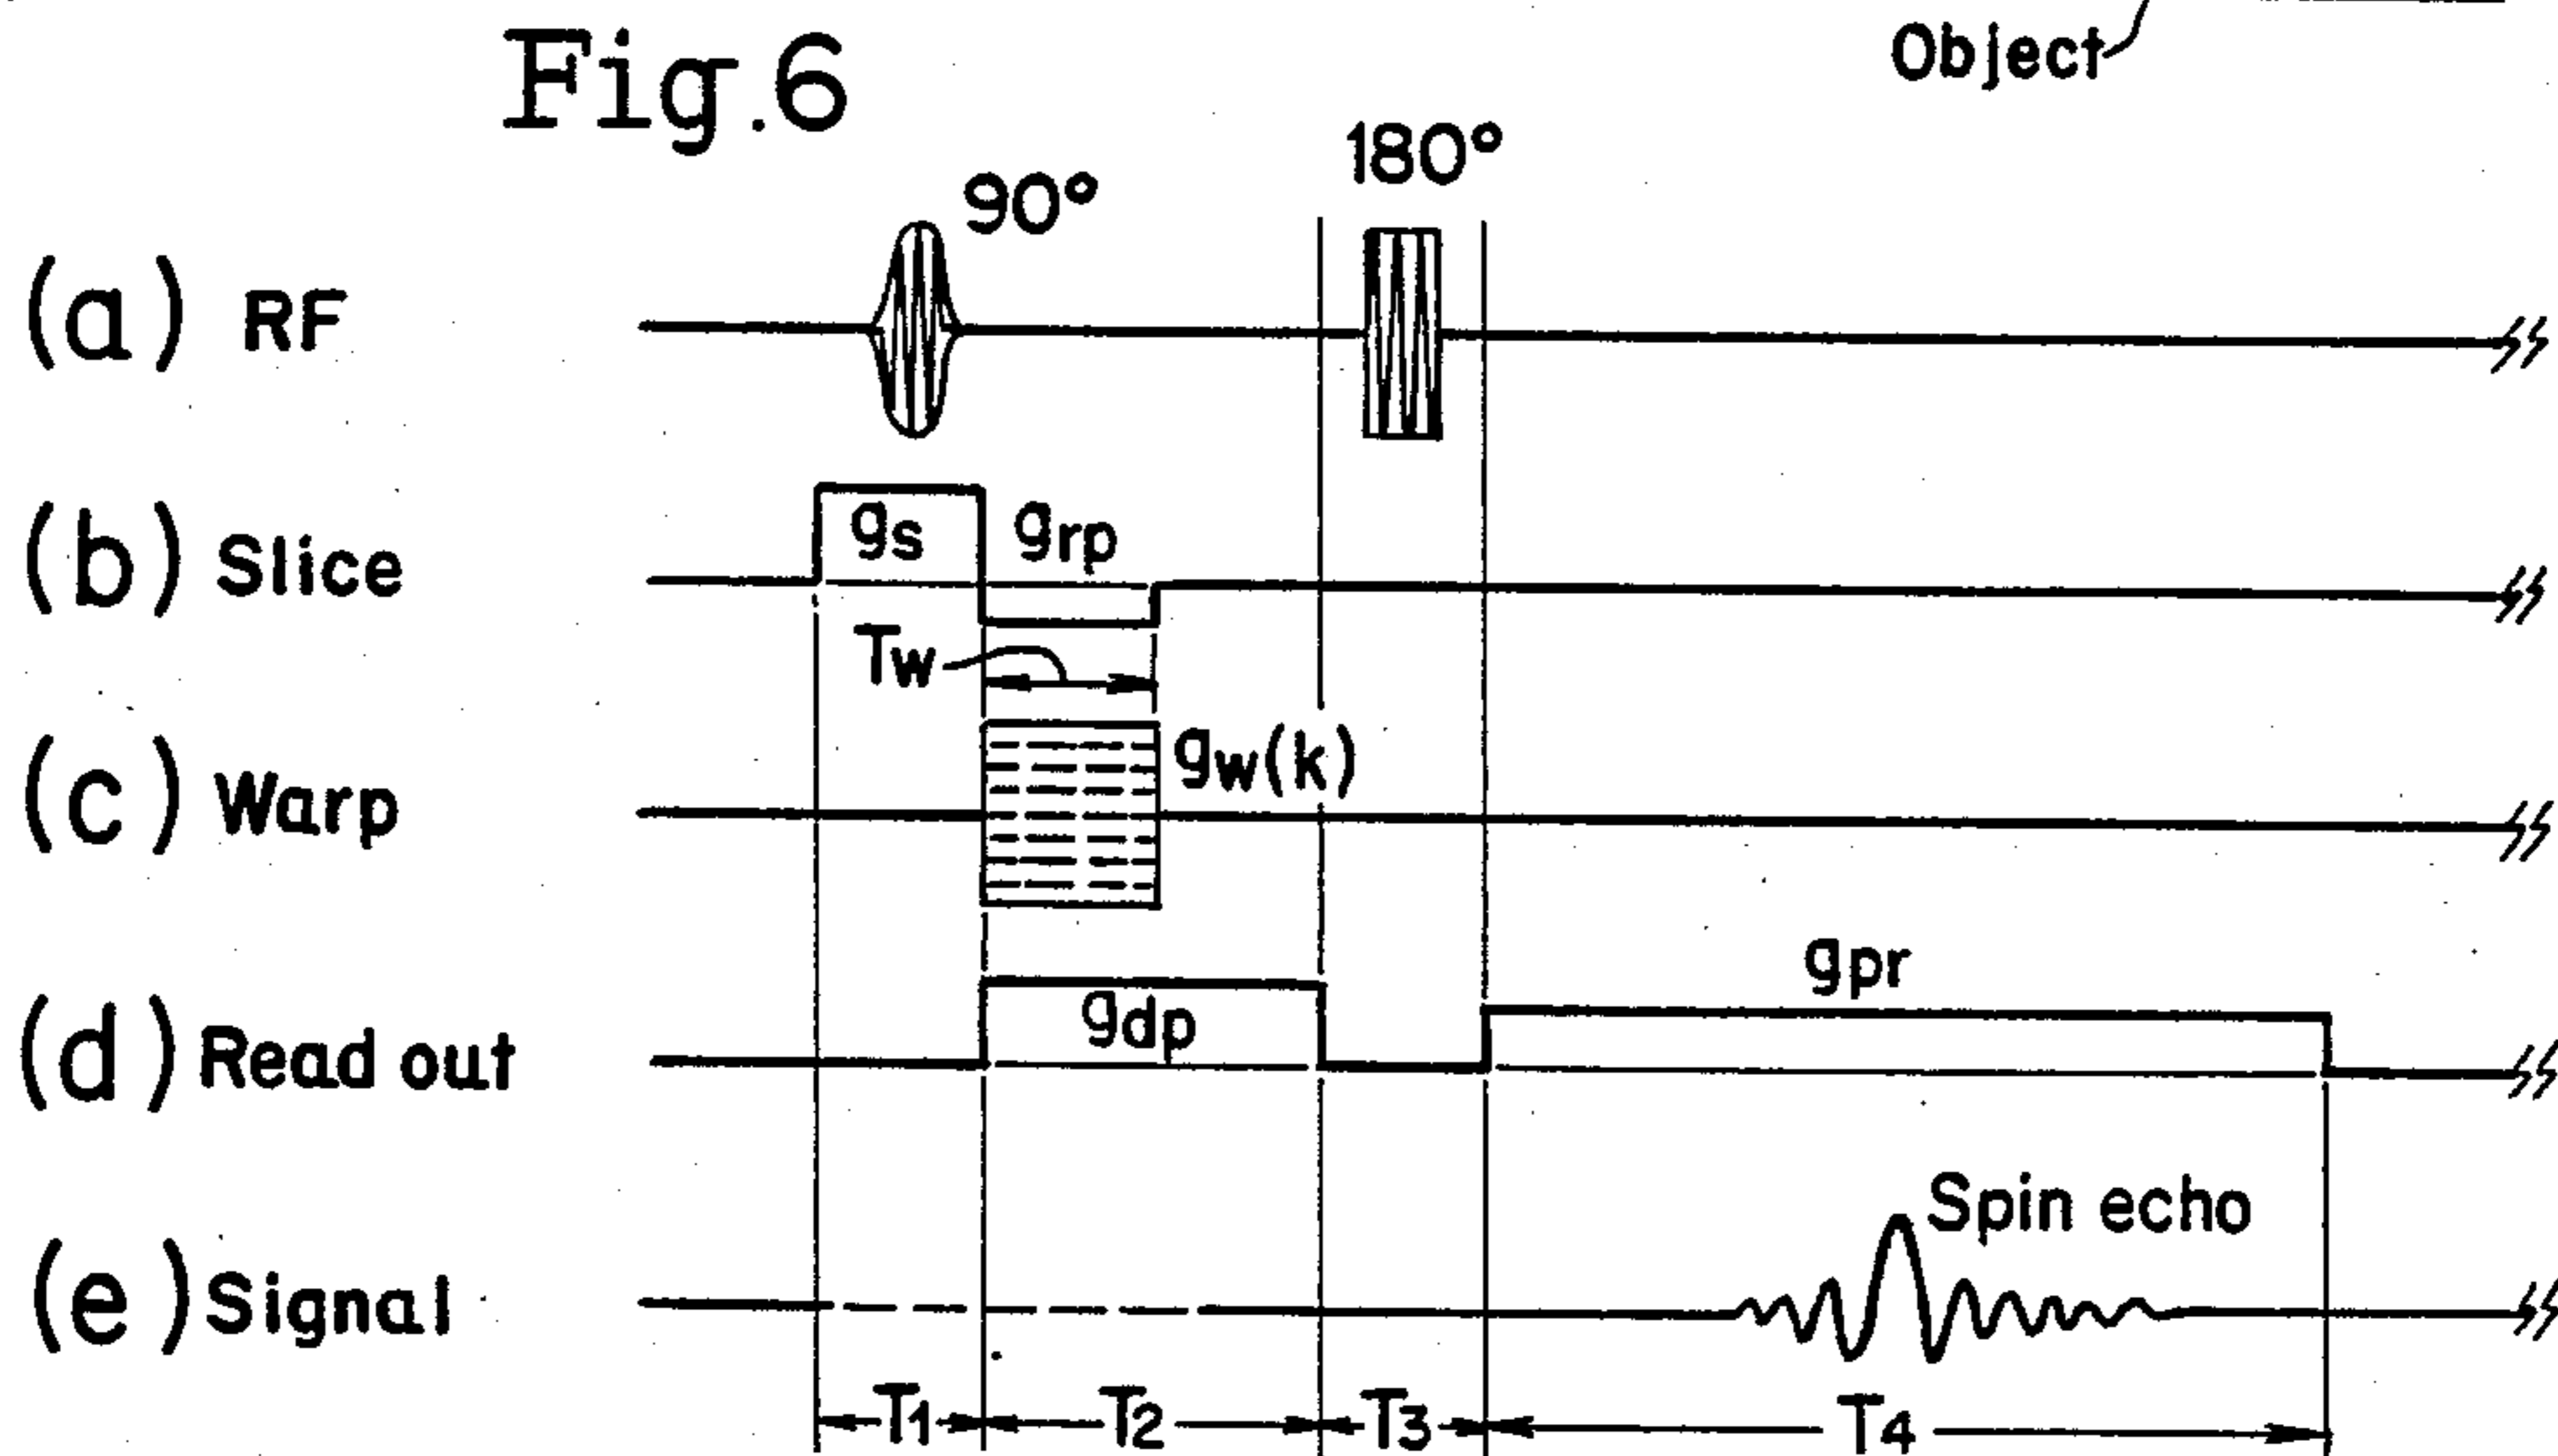 Object
Fig.6
90°
180°
(a) RF
(b) Slice
gs
grp
Tw
(c) Warp
gw(k)
(d) Read out
gdp
gpr
(e) Signal
Spin echo
T1
T2
T3
T4